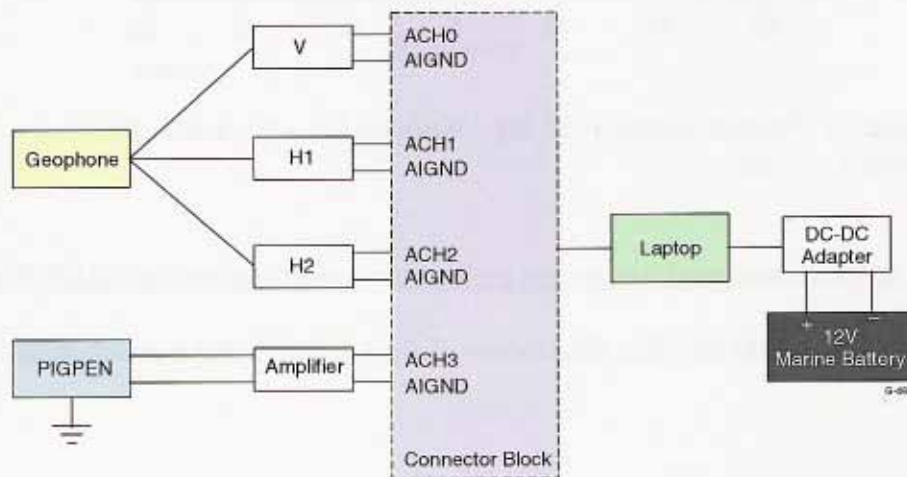 V
ACH0
AIGND
Geophone
H1
ACH1
AIGND
H2
ACH2
AIGND
Laptop
DC-DC
Adapter
+
−
12V
Marine Battery
PIGPEN
Amplifier
ACH3
AIGND
Connector Block